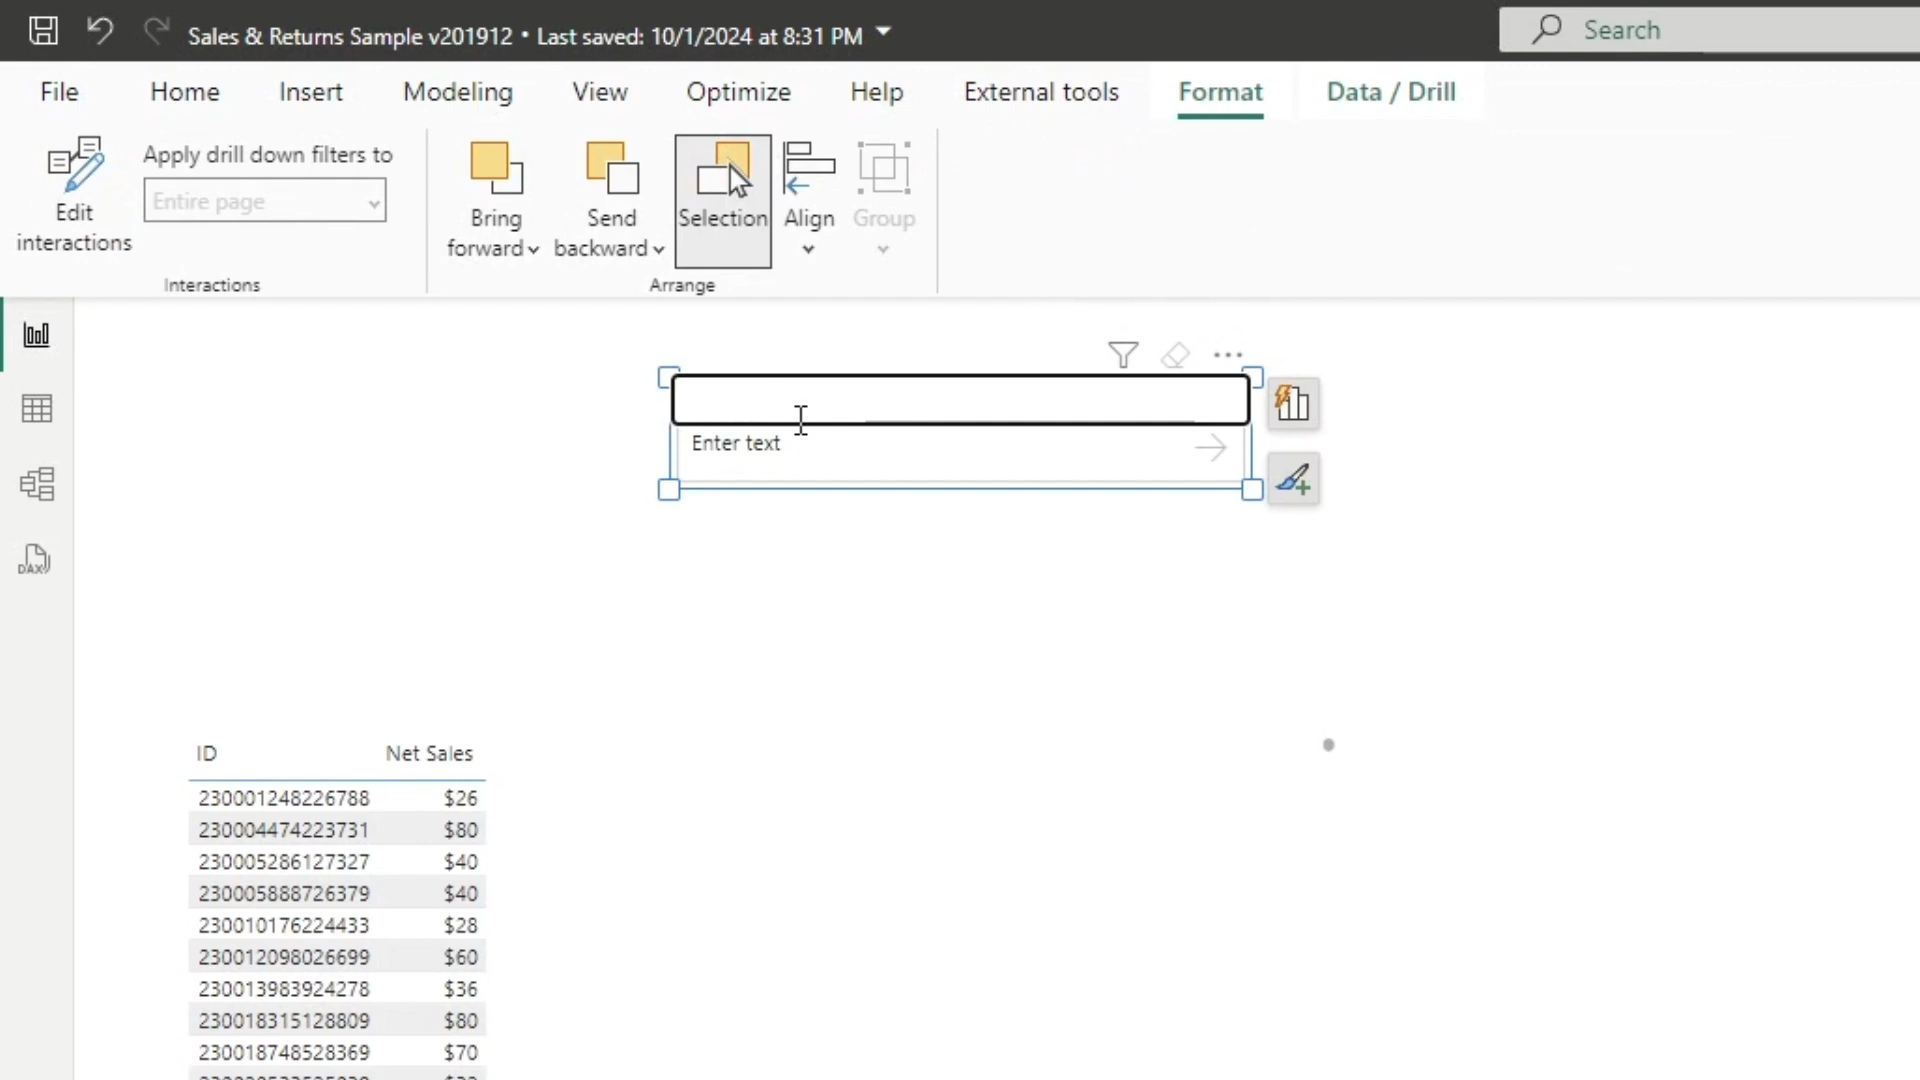 Sales & Returns Sample v201912 • Last saved: 10/1/2024 at 8:31 PM
Search
File
Home
Insert
Modeling
View
Optimize
Help
External tools
Format
Data / Drill
Edit
interactions
Apply drill down filters to
Entire page
Interactions
Bring
forward
Send
backward
Selection
Align
Group
Arrange
DAX
Enter text
ID Net Sales
230001248226788 $26
230004474223731 $80
230005286127327 $40
230005888726379 $40
230010176224433 $28
230012098026699 $60
230013983924278 $36
230018315128809 $80
230018748528369 $70